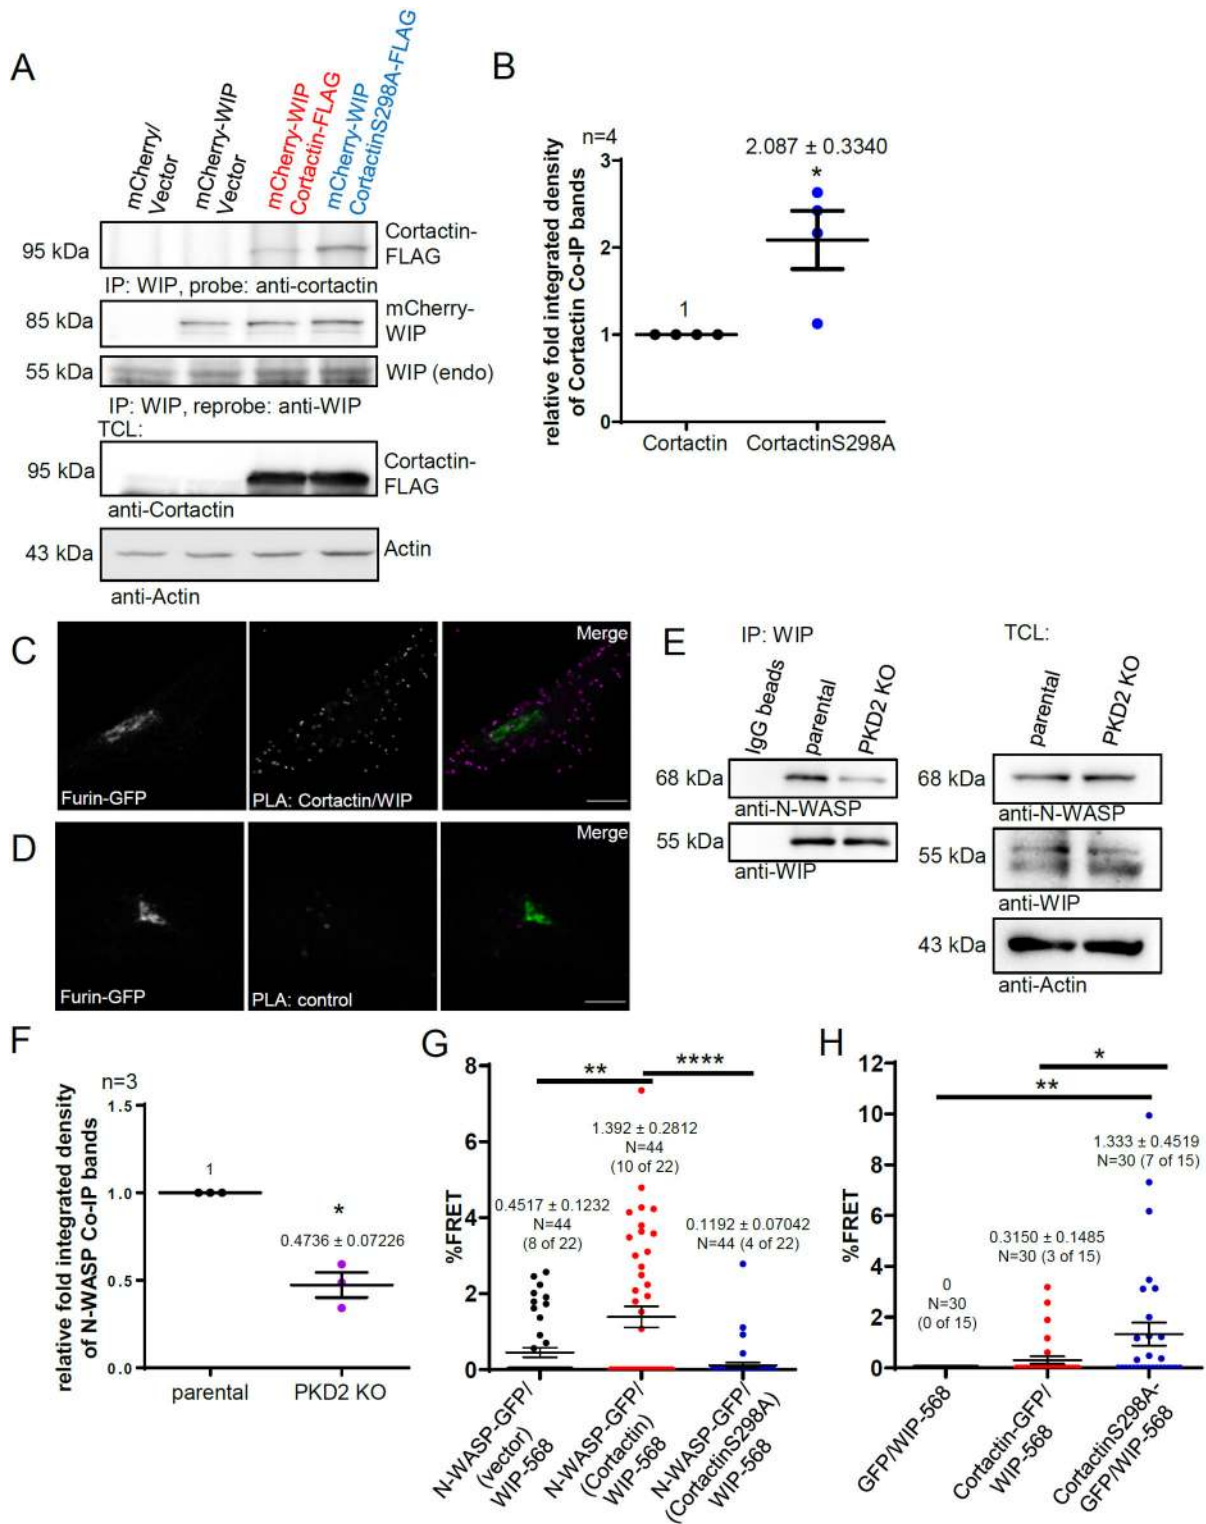 A
mCherry/
Vector
mCherry-WIP
Vector
mCherry-WIP
Cortactin-FLAG
mCherry-WIP
CortactinS298A-FLAG
95 kDa
Cortactin-
FLAG
IP: WIP, probe: anti-cortactin
85 kDa
mCherry-
WIP
55 kDa
WIP (endo)
IP: WIP, reprobe: anti-WIP
TCL:
95 kDa
Cortactin-
FLAG
anti-Cortactin
43 kDa
Actin
anti-Actin
B
n=4
relative fold integrated density
of Cortactin Co-IP bands
3
2
1
0
1
2.087 ± 0.3340
*
Cortactin
CortactinS298A
C
Furin-GFP
PLA: Cortactin/WIP
Merge
D
Furin-GFP
PLA: control
Merge
E
IP: WIP
IgG beads
parental
PKD2 KO
68 kDa
anti-N-WASP
55 kDa
anti-WIP
TCL:
parental
PKD2 KO
68 kDa
anti-N-WASP
55 kDa
anti-WIP
43 kDa
anti-Actin
F
n=3
relative fold integrated density
of N-WASP Co-IP bands
1.5
1.0
0.5
0.0
1
*
0.4736 ± 0.07226
parental
PKD2 KO
G
%FRET
8
6
4
2
0
**
****
0.4517 ± 0.1232
N=44
(8 of 22)
1.392 ± 0.2812
N=44
(10 of 22)
0.1192 ± 0.07042
N=44 (4 of 22)
N-WASP-GFP/
(vector)
WIP-568
N-WASP-GFP/
(Cortactin)
WIP-568
N-WASP-GFP/
(CortactinS298A)
WIP-568
H
%FRET
12
10
8
6
4
2
0
*
**
0
N=30
(0 of 15)
0.3150 ± 0.1485
N=30 (3 of 15)
1.333 ± 0.4519
N=30 (7 of 15)
GFP/WIP-568
Cortactin-GFP/
WIP-568
CortactinS298A-
GFP/WIP-568